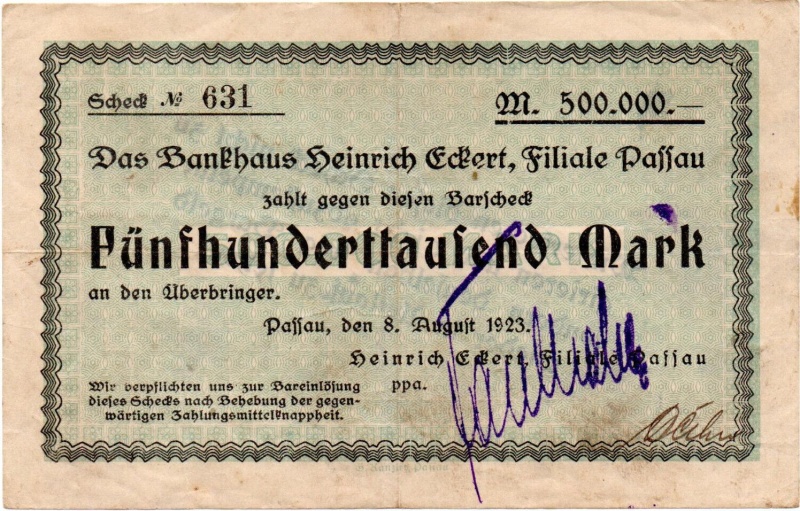 Scheck № 631
M. 500.000.—
Das Bankhaus Heinrich Eckert, Filiale Passau
zahlt gegen diesen Barscheck
Fünfhunderttausend Mark
an den Überbringer.
Passau, den 8. August 1923.
Heinrich Eckert, Filiale Passau
ppa.
Wir verpflichten uns zur Bareinlösung
dieses Schecks nach Behebung der gegen-
wärtigen Zahlungsmittelknappheit.